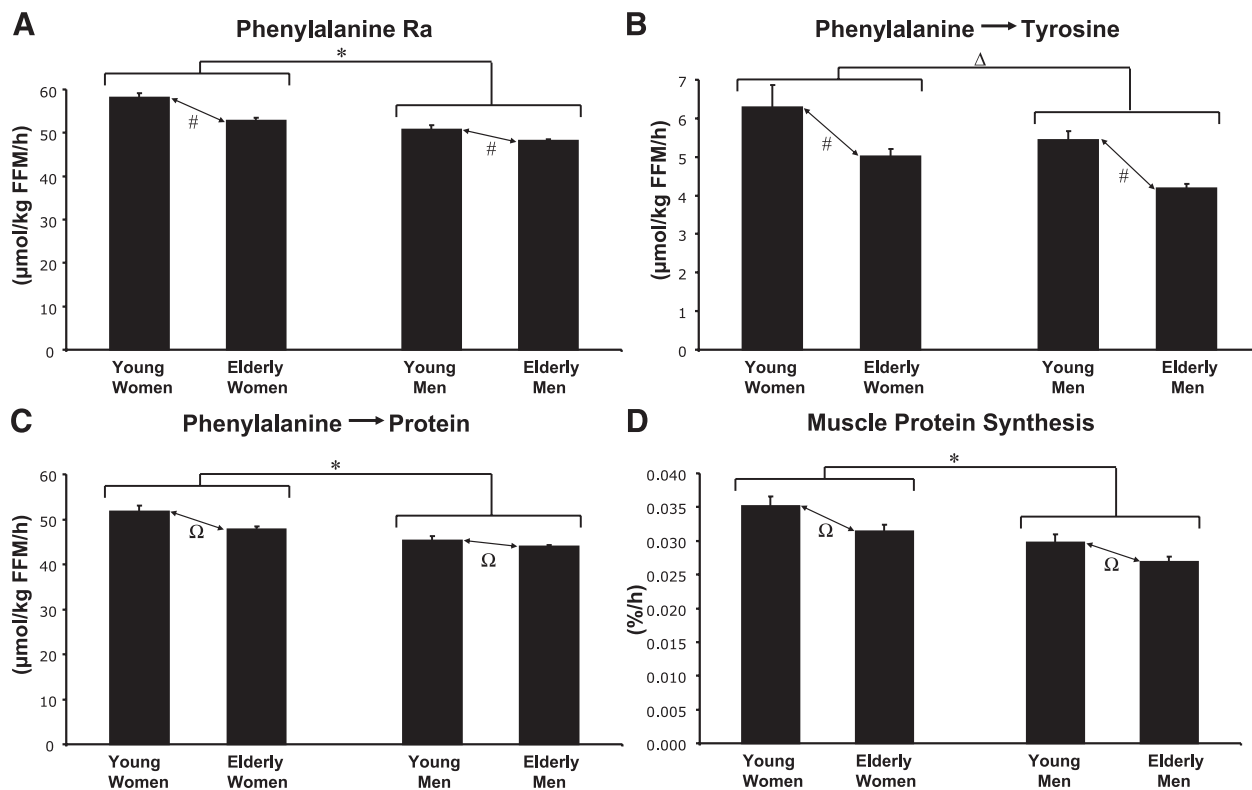 A
Phenylalanine Ra
*
(µmol/kg FFM/h)
60
50
40
30
20
10
0
#
#
Young Women
Elderly Women
Young Men
Elderly Men
B
Phenylalanine → Tyrosine
Δ
(µmol/kg FFM/h)
7
6
5
4
3
2
1
0
#
#
Young Women
Elderly Women
Young Men
Elderly Men
C
Phenylalanine → Protein
*
(µmol/kg FFM/h)
60
50
40
30
20
10
0
Ω
Ω
Young Women
Elderly Women
Young Men
Elderly Men
D
Muscle Protein Synthesis
*
(%/h)
0.040
0.035
0.030
0.025
0.020
0.015
0.010
0.005
0.000
Ω
Ω
Young Women
Elderly Women
Young Men
Elderly Men